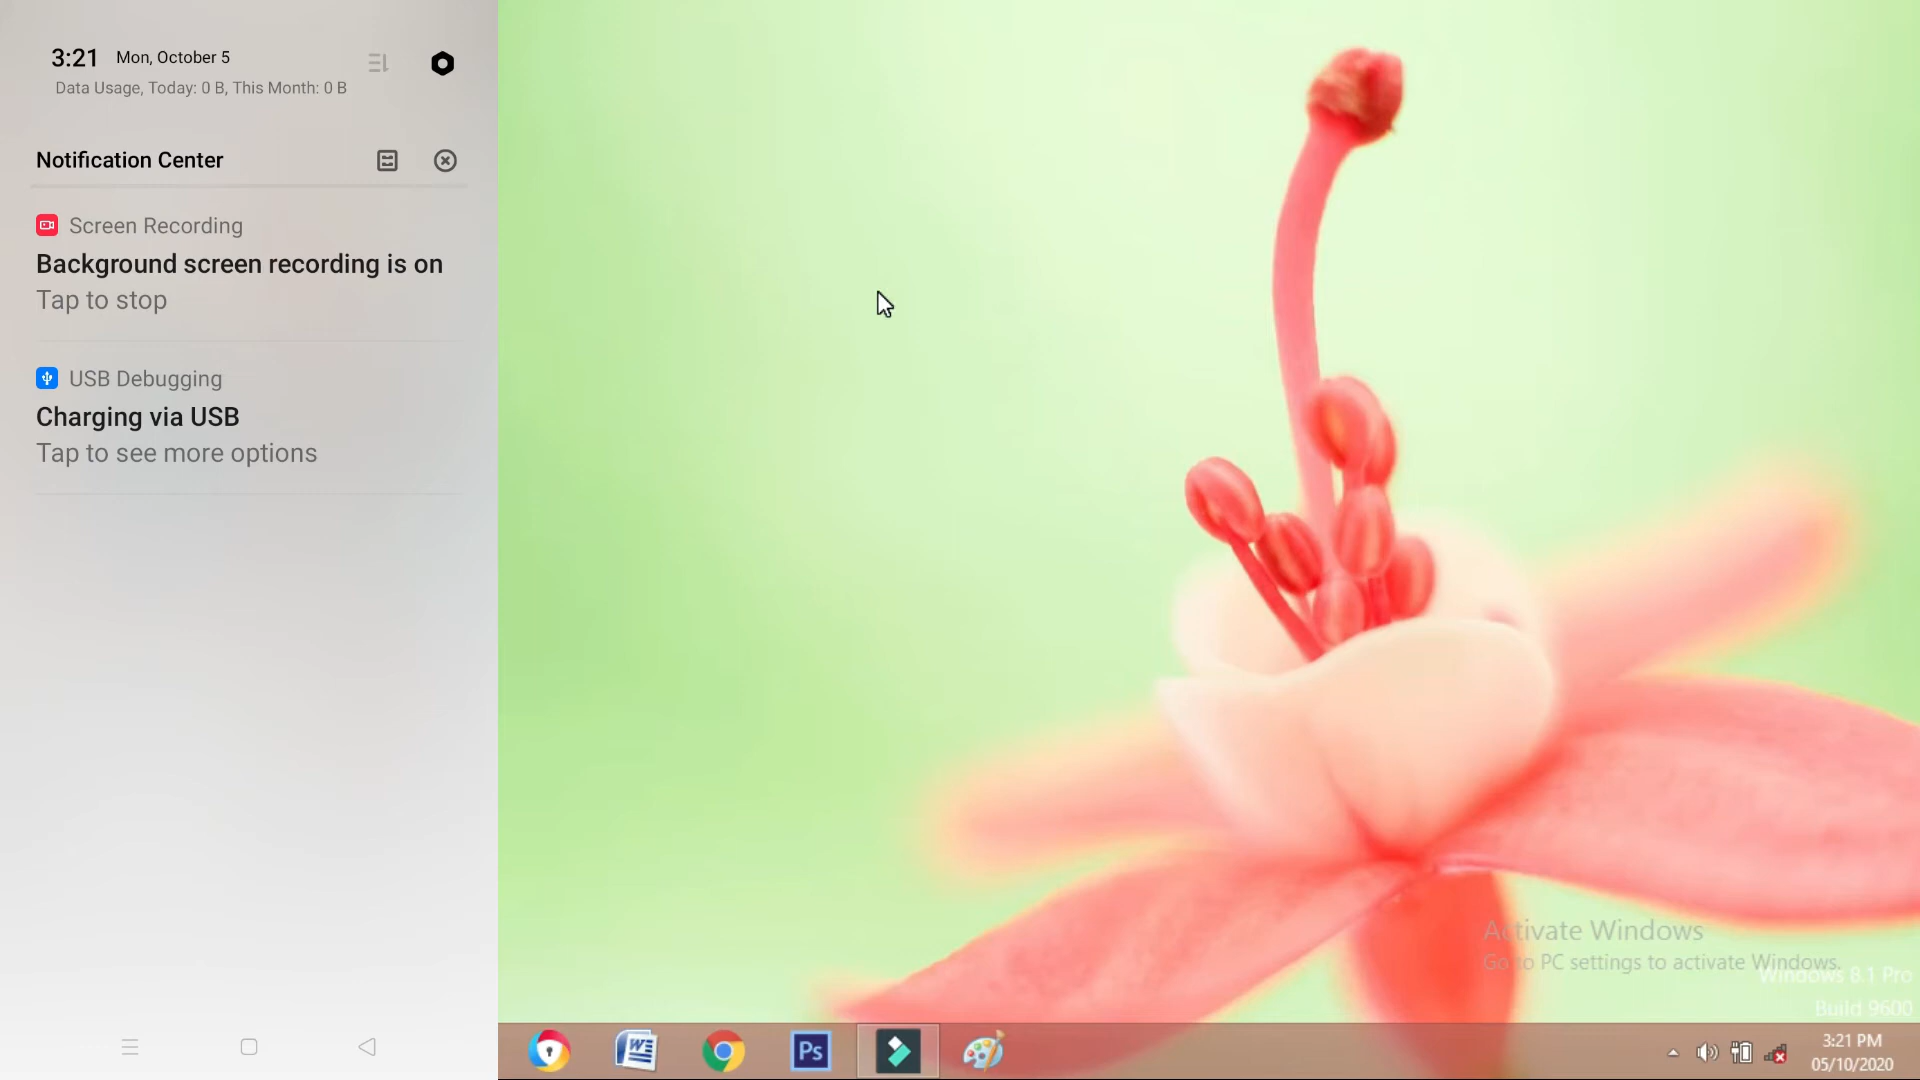 3:21 Mon, October 5
Data Usage, Today: 0 B, This Month: 0 B
Notification Center
Screen Recording
Background screen recording is on
Tap to stop
USB Debugging
Charging via USB
Tap to see more options
Activate Windows
Go to PC settings to activate Windows.
Windows 8.1 Pro
Build 9600
W
Ps
3:21 PM
05/10/2020